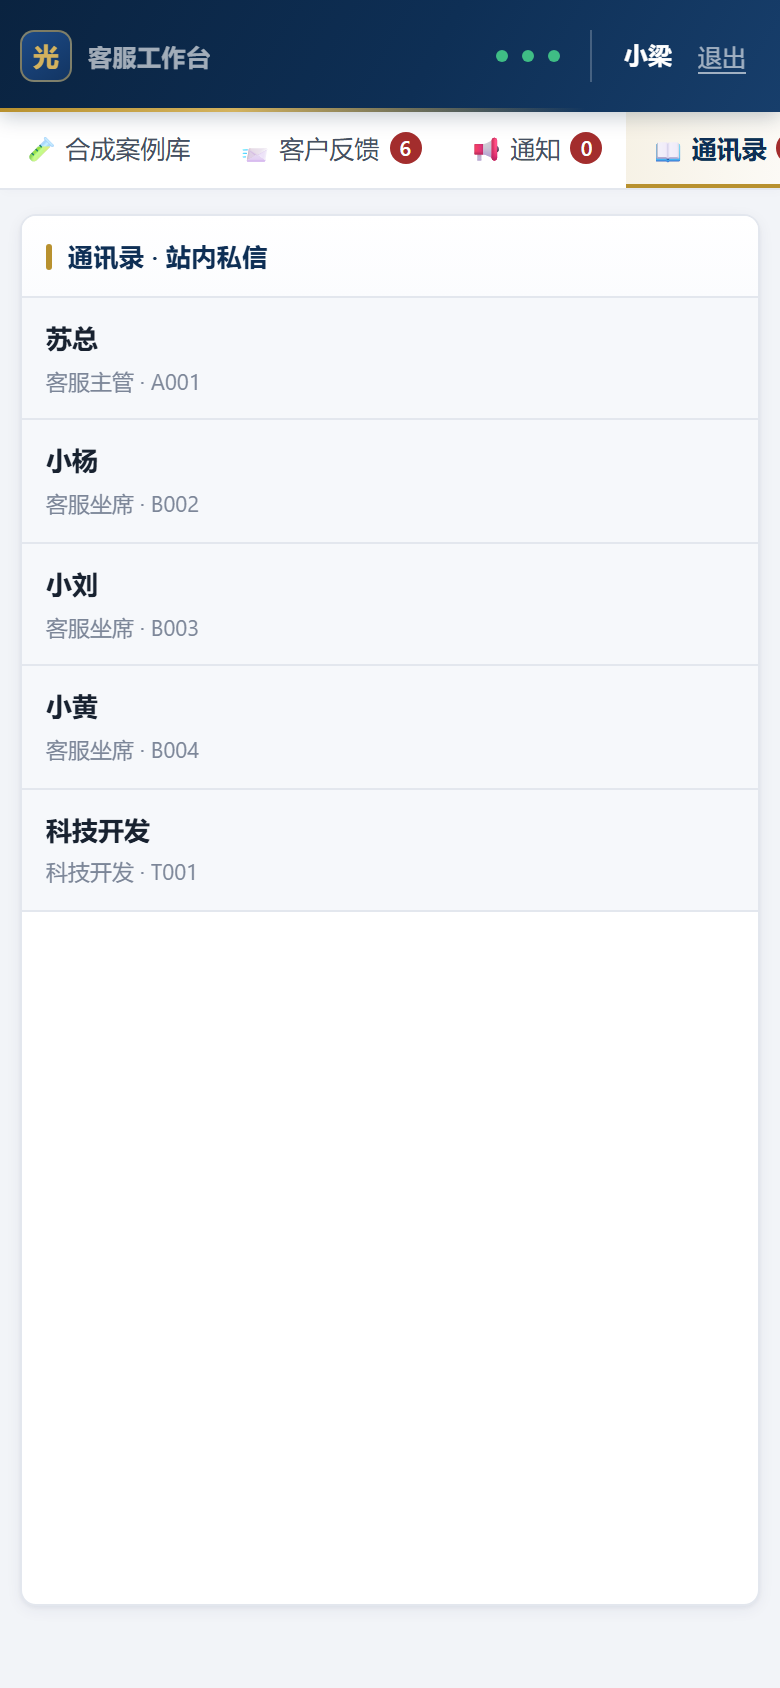 光 客服工作台 小梁 退出
合成案例库 客户反馈 6 通知 0 通讯录
通讯录 · 站内私信
苏总
客服主管 · A001
小杨
客服坐席 · B002
小刘
客服坐席 · B003
小黄
客服坐席 · B004
科技开发
科技开发 · T001